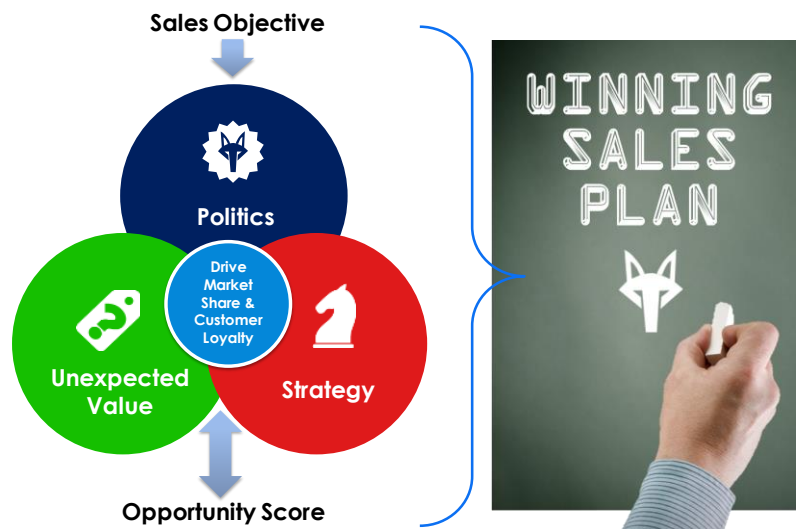 Sales Objective
Politics
Drive
Market
Share &
Customer
Loyalty
Unexpected
Value
Strategy
Opportunity Score
WINNING
SALES
PLAN